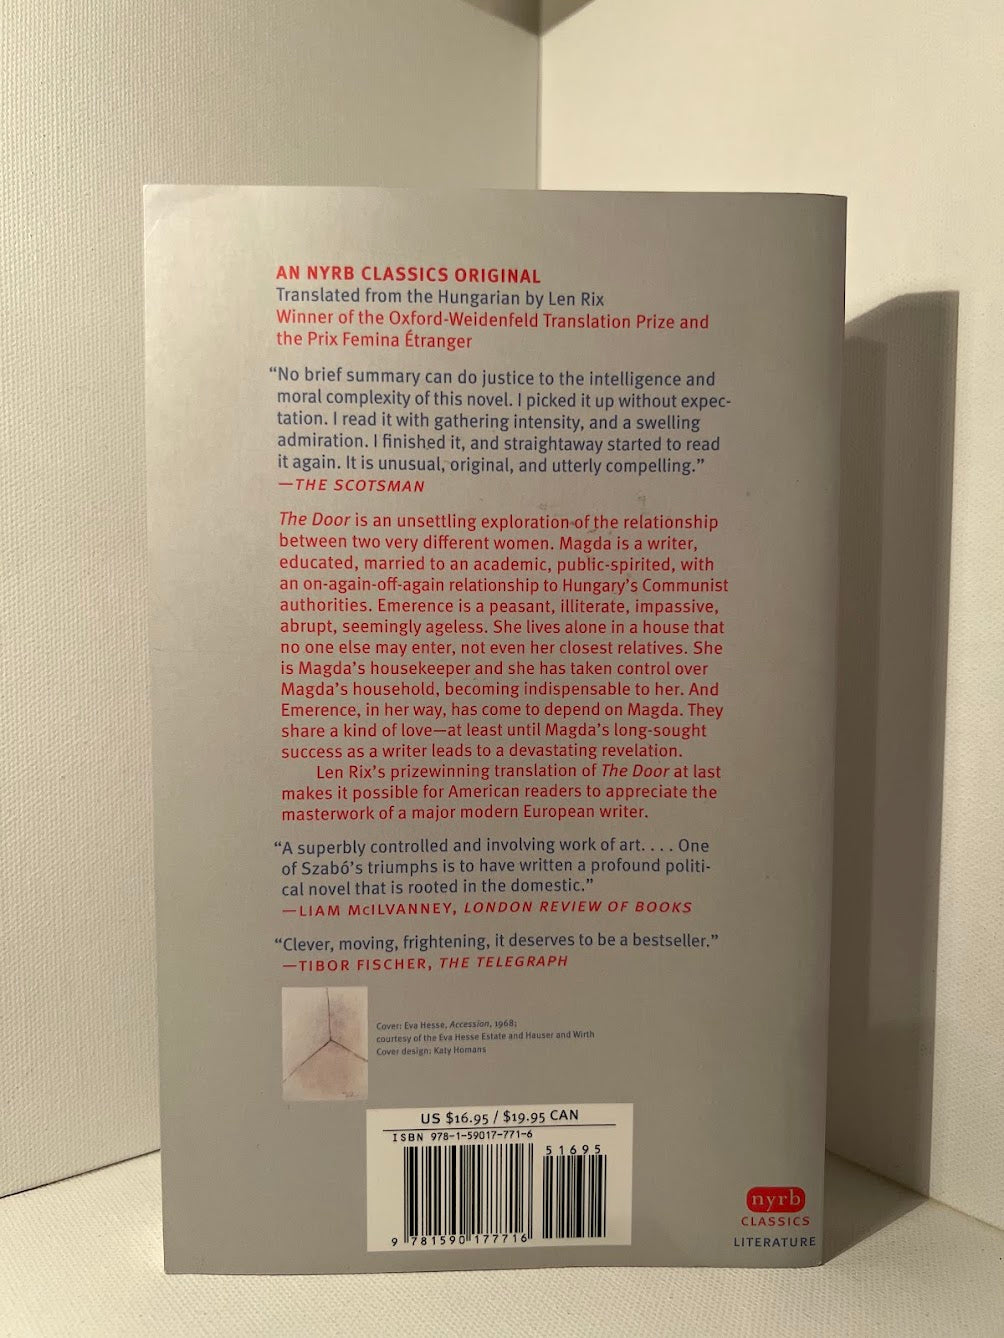 AN NYRB CLASSICS ORIGINAL
Translated from the Hungarian by Len Rix
Winner of the Oxford-Weidenfeld Translation Prize and
the Prix Femina Étranger
“No brief summary can do justice to the intelligence and
moral complexity of this novel. I picked it up without expec-
tation. I read it with gathering intensity, and a swelling
admiration. I finished it, and straightaway started to read
it again. It is unusual, original, and utterly compelling.”
—THE SCOTSMAN
The Door is an unsettling exploration of the relationship
between two very different women. Magda is a writer,
educated, married to an academic, public-spirited, with
an on-again-off-again relationship to Hungary’s Communist
authorities. Emerence is a peasant, illiterate, impassive,
abrupt, seemingly ageless. She lives alone in a house that
no one else may enter, not even her closest relatives. She
is Magda’s housekeeper and she has taken control over
Magda’s household, becoming indispensable to her. And
Emerence, in her way, has come to depend on Magda. They
share a kind of love—at least until Magda’s long-sought
success as a writer leads to a devastating revelation.
Len Rix’s prizewinning translation of The Door at last
makes it possible for American readers to appreciate the
masterwork of a major modern European writer.
“A superbly controlled and involving work of art. . . . One
of Szabó’s triumphs is to have written a profound politi-
cal novel that is rooted in the domestic.”
—LIAM McILVANNEY, LONDON REVIEW OF BOOKS
“Clever, moving, frightening, it deserves to be a bestseller.”
—TIBOR FISCHER, THE TELEGRAPH
Cover: Eva Hesse, Accession, 1968;
courtesy of the Eva Hesse Estate and Hauser and Wirth
Cover design: Katy Homans
US $16.95 / $19.95 CAN
ISBN 978-1-59017-771-6
51695
9 781590 177716
nyrb
CLASSICS
LITERATURE